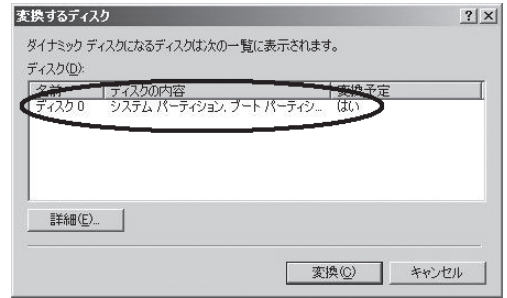 変換するディスク
ダイナミック ディスクになるディスクは次の一覧に表示されます。
ディスク(D):
名前 ディスクの内容 変換予定
ディスク 0 システム パーティション, ブート パーティシ... はい
詳細(E)...
変換(C) キャンセル